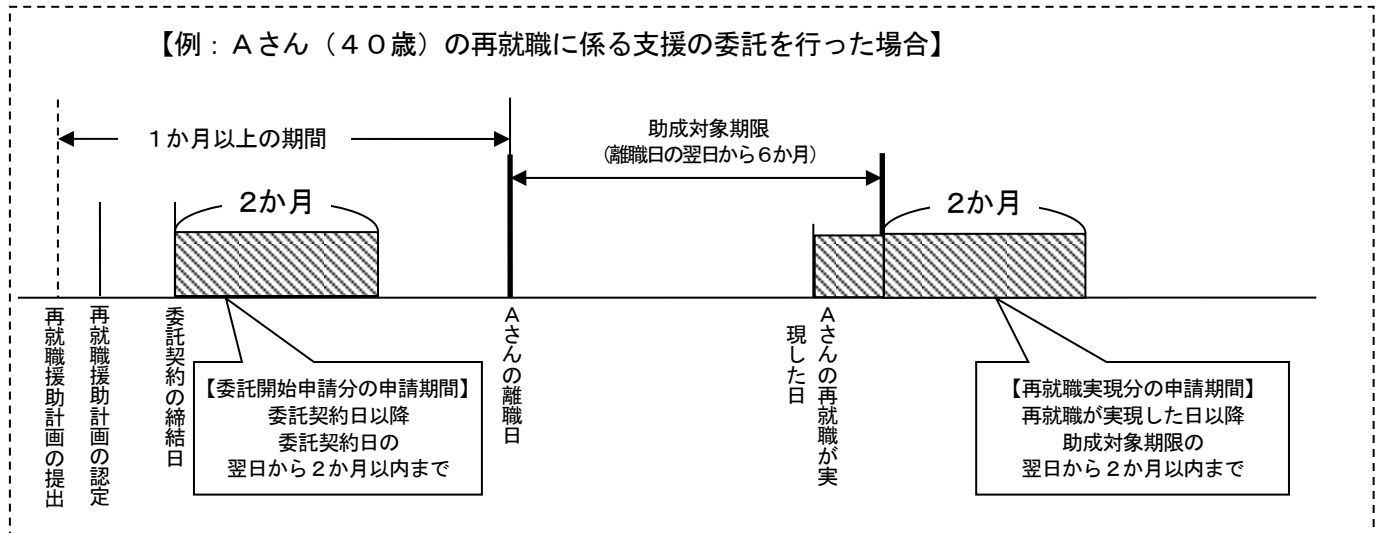 【例：Ａさん（４０歳）の再就職に係る支援の委託を行った場合】
１か月以上の期間
助成対象期限
（離職日の翌日から６か月）
２か月
２か月
再就職援助計画の提出
再就職援助計画の認定
委託契約の締結日
【委託開始申請分の申請期間】
委託契約日以降
委託契約日の
翌日から２か月以内まで
Ａさんの離職日
Ａさんの再就職が実
現した日
【再就職実現分の申請期間】
再就職が実現した日以降
助成対象期限の
翌日から２か月以内まで